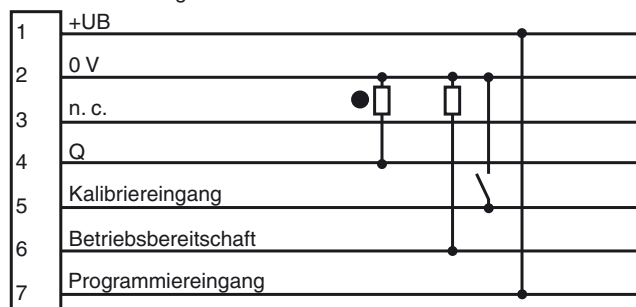 1 +UB
2 0 V
3 n. c.
4 Q
5 Kalibriereingang
6 Betriebsbereitschaft
7 Programmiereingang